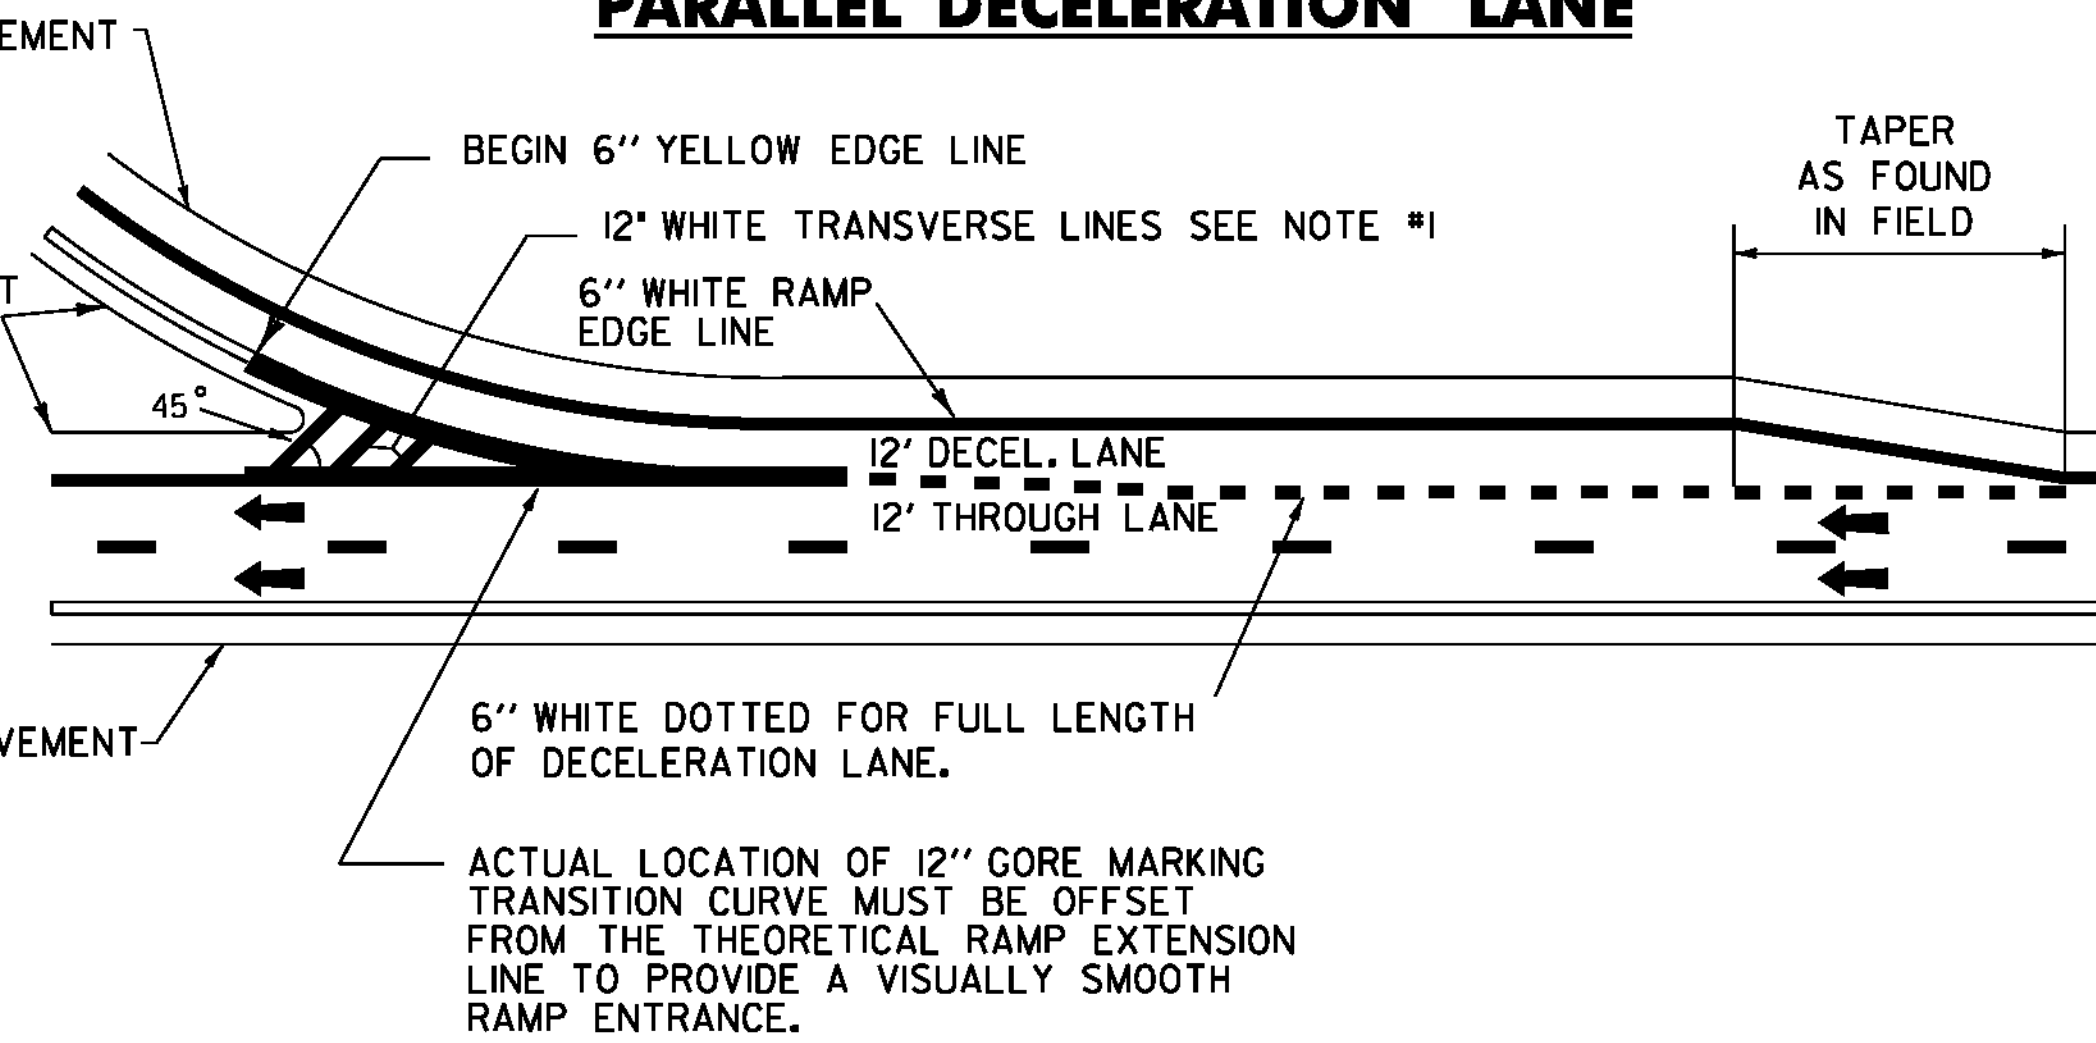 PARALLEL DECELERATION LANE
EMENT
BEGIN 6" YELLOW EDGE LINE
12" WHITE TRANSVERSE LINES SEE NOTE #1
6" WHITE RAMP
EDGE LINE
TAPER
AS FOUND
IN FIELD
T
45°
12' DECEL. LANE
12' THROUGH LANE
6" WHITE DOTTED FOR FULL LENGTH
OF DECELERATION LANE.
VEMENT
ACTUAL LOCATION OF 12" GORE MARKING
TRANSITION CURVE MUST BE OFFSET
FROM THE THEORETICAL RAMP EXTENSION
LINE TO PROVIDE A VISUALLY SMOOTH
RAMP ENTRANCE.